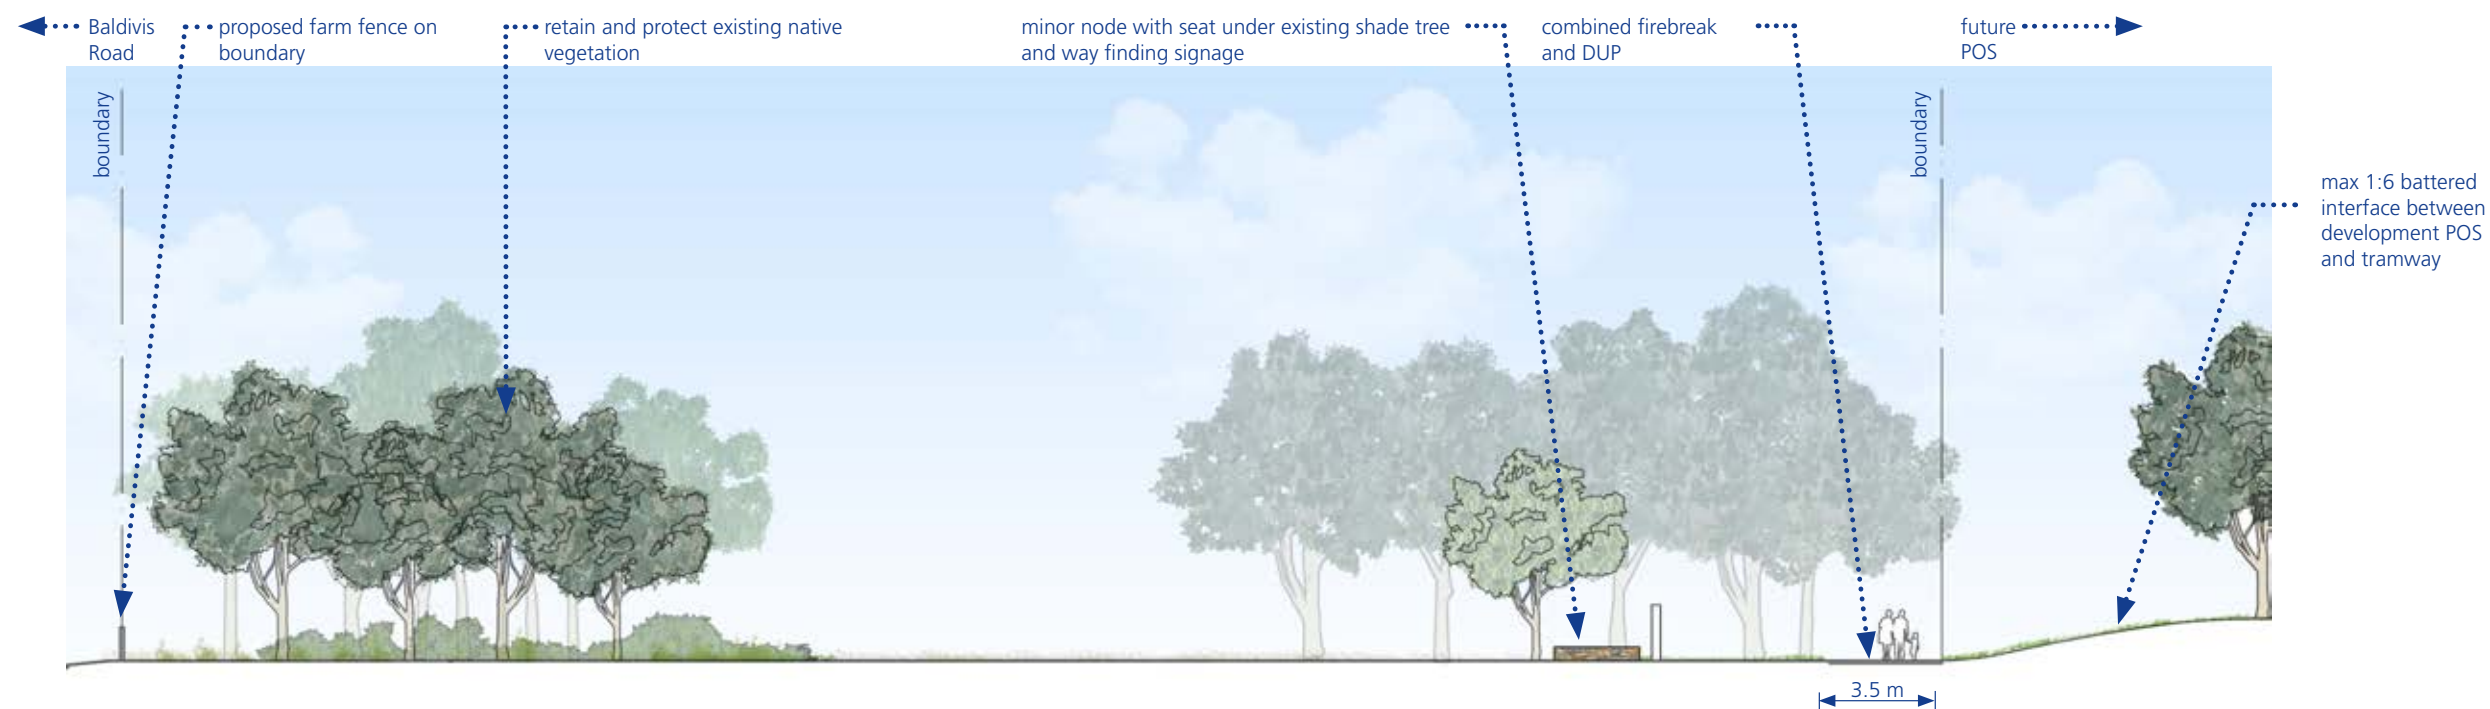 Baldivis
Road
proposed farm fence on
boundary
retain and protect existing native
vegetation
minor node with seat under existing shade tree
and way finding signage
combined firebreak
and DUP
future
POS
boundary
boundary
max 1:6 battered
interface between
development POS
and tramway
3.5 m